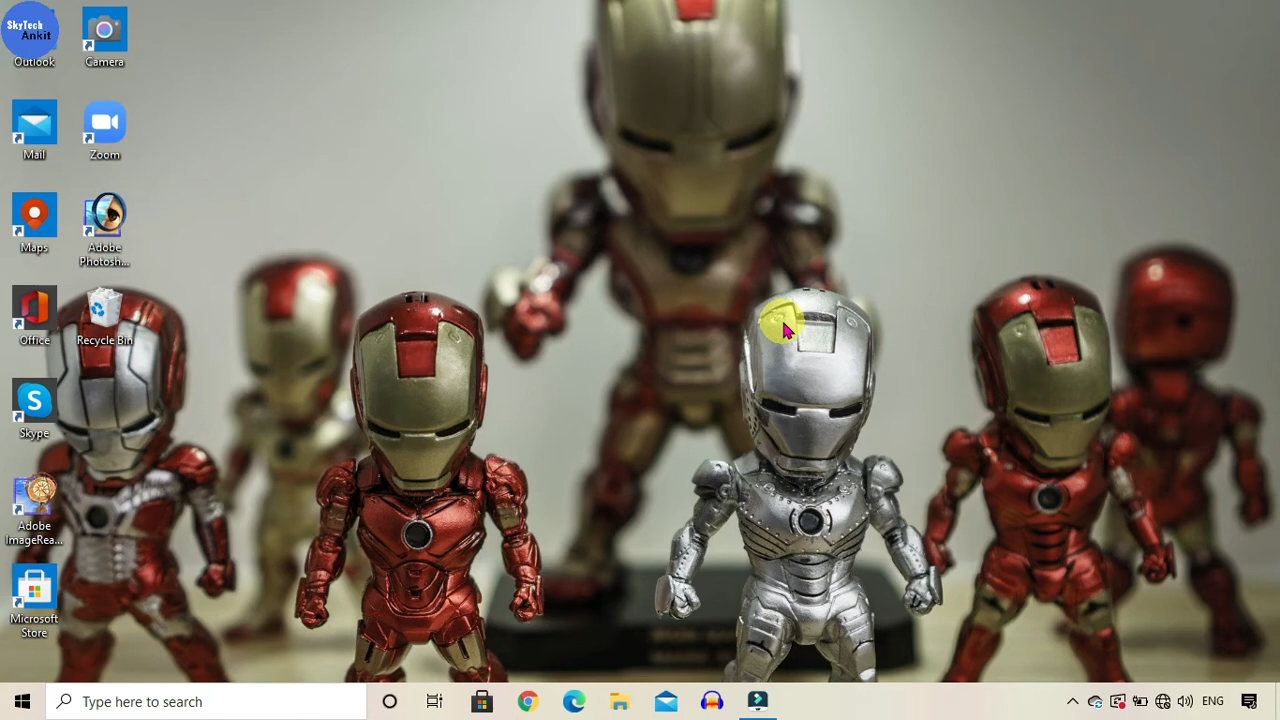 SkyTech
Ankit
Outlook
Camera
Mail
Zoom
Maps
Adobe
Photosh...
Office
Recycle Bin
Skype
Adobe
ImageRea...
Microsoft
Store
Type here to search
ENG